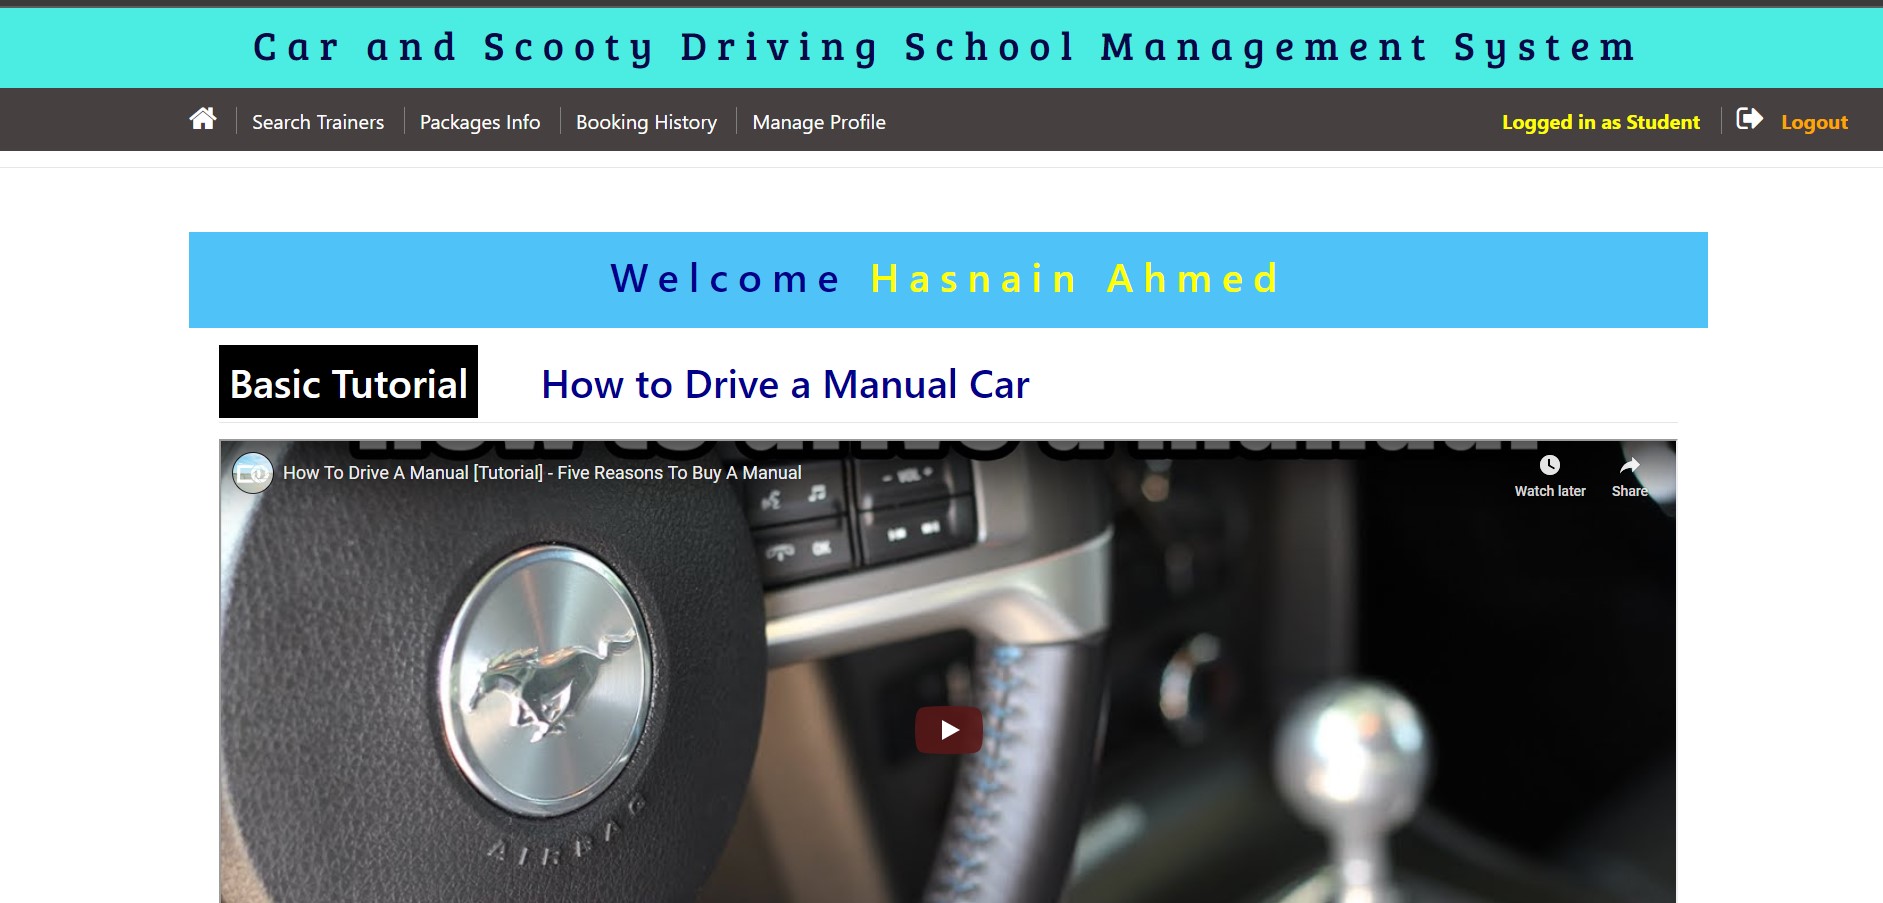 Car and Scooty Driving School Management System
Search Trainers Packages Info Booking History Manage Profile Logged in as Student Logout
Welcome Hasnain Ahmed
Basic Tutorial How to Drive a Manual Car
How To Drive A Manual [Tutorial] - Five Reasons To Buy A Manual
Watch later Share
- VOL +
OK
AIRBAG